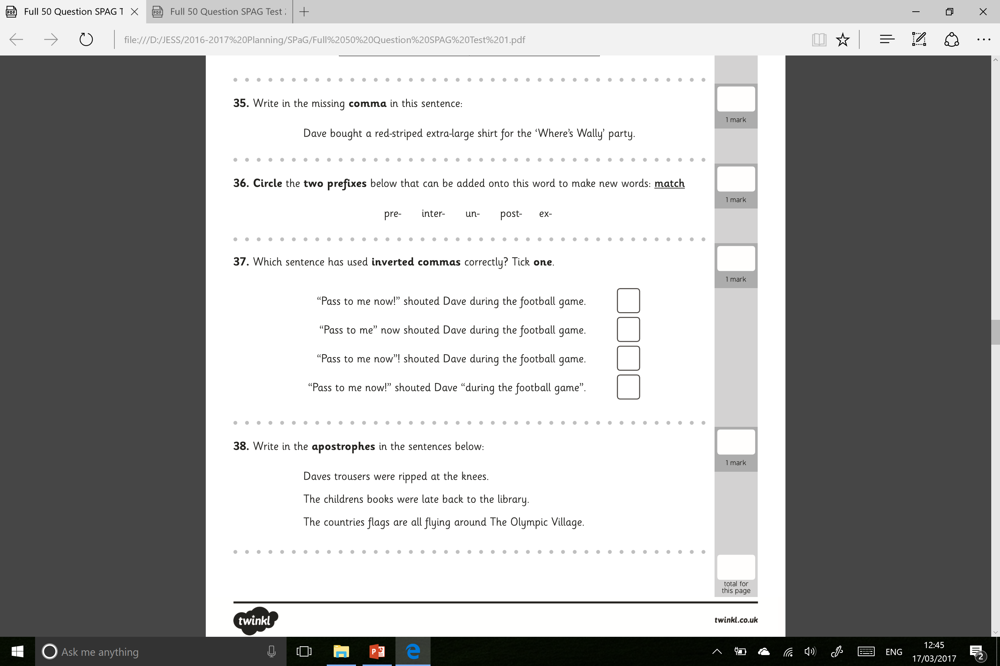 Full 50 Question SPAG T
Full 50 Question SPAG Test
file:///D:/JESS/2016-2017%20Planning/SPaG/Full%2050%20Question%20SPAG%20Test%201.pdf
35. Write in the missing comma in this sentence:
1 mark
Dave bought a red-striped extra-large shirt for the ‘Where’s Wally’ party.
36. Circle the two prefixes below that can be added onto this word to make new words: match
1 mark
pre- inter- un- post- ex-
37. Which sentence has used inverted commas correctly? Tick one.
1 mark
“Pass to me now!” shouted Dave during the football game.
“Pass to me” now shouted Dave during the football game.
“Pass to me now”! shouted Dave during the football game.
“Pass to me now!” shouted Dave “during the football game”.
38. Write in the apostrophes in the sentences below:
1 mark
Daves trousers were ripped at the knees.
The childrens books were late back to the library.
The countries flags are all flying around The Olympic Village.
total for
this page
twinkl
twinkl.co.uk
Ask me anything
ENG
12:45
17/03/2017
2